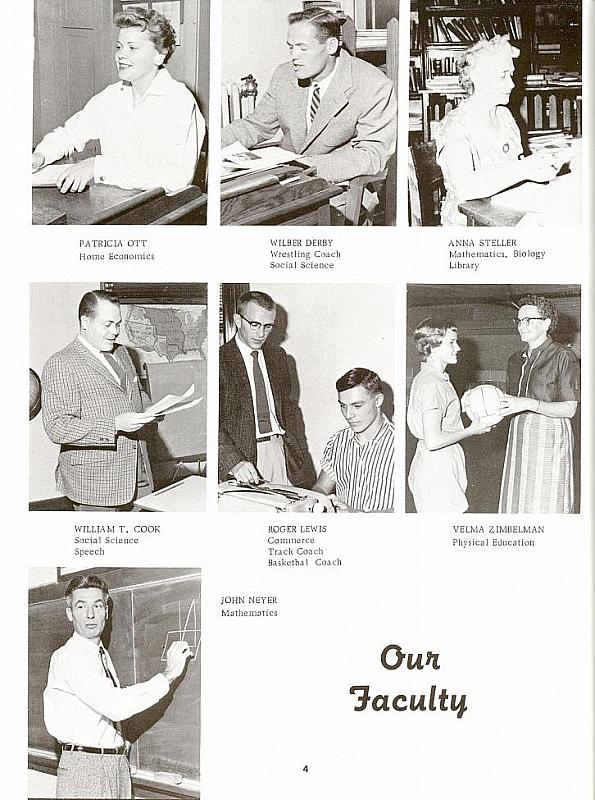 PATRICIA OTT
Home Economics
WILBER DERBY
Wrestling Coach
Social Science
ANNA STELLER
Mathematics, Biology
Library
WILLIAM T. COOK
Social Science
Speech
ROGER LEWIS
Commerce
Track Coach
Basketbal Coach
VELMA ZIMBELMAN
Physical Education
JOHN NEYER
Mathematics
Our
Faculty
4